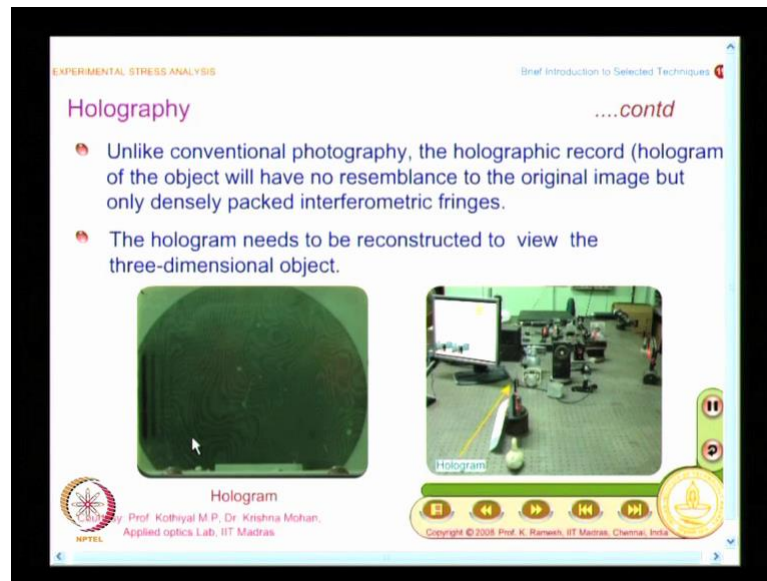 EXPERIMENTAL STRESS ANALYSIS
Brief Introduction to Selected Techniques
Holography
....contd
Unlike conventional photography, the holographic record (hologram
of the object will have no resemblance to the original image but
only densely packed interferometric fringes.
The hologram needs to be reconstructed to view the
three-dimensional object.
Hologram
Hologram
Prof. Kothiyal M.P, Dr. Krishna Mohan,
Applied optics Lab, IIT Madras
NPTEL
Copyright © 2008 Prof. K. Ramesh, IIT Madras, Chennai, India